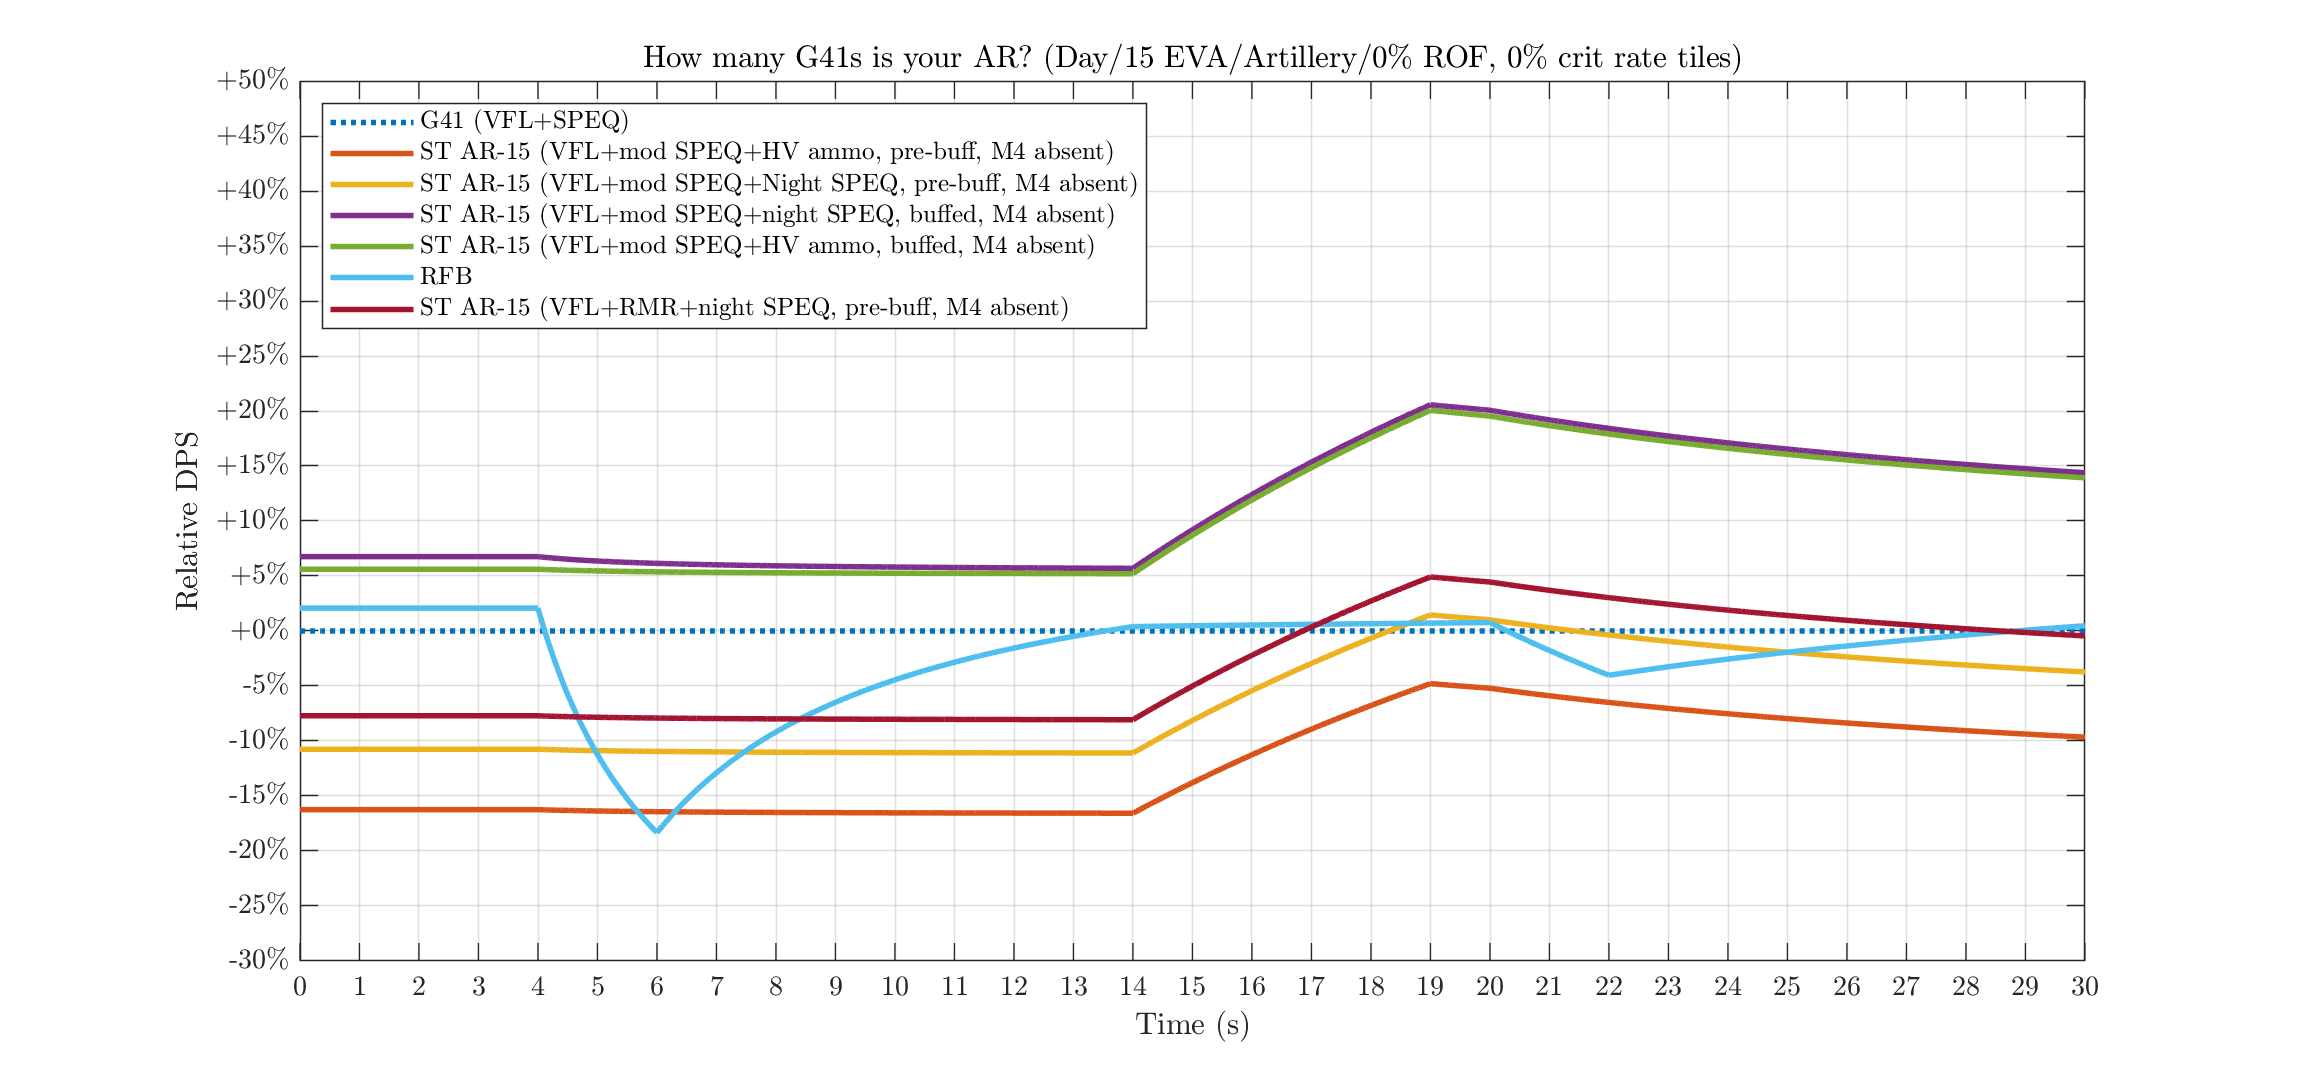 How many G41s is your AR? (Day/15 EVA/Artillery/0% ROF, 0% crit rate tiles)
+50%
+45%
+40%
+35%
+30%
+25%
+20%
+15%
+10%
+5%
+0%
-5%
-10%
-15%
-20%
-25%
-30%
Relative DPS
G41 (VFL+SPEQ)
ST AR-15 (VFL+mod SPEQ+HV ammo, pre-buff, M4 absent)
ST AR-15 (VFL+mod SPEQ+Night SPEQ, pre-buff, M4 absent)
ST AR-15 (VFL+mod SPEQ+night SPEQ, buffed, M4 absent)
ST AR-15 (VFL+mod SPEQ+HV ammo, buffed, M4 absent)
RFB
ST AR-15 (VFL+RMR+night SPEQ, pre-buff, M4 absent)
0 1 2 3 4 5 6 7 8 9 10 11 12 13 14 15 16 17 18 19 20 21 22 23 24 25 26 27 28 29 30
Time (s)